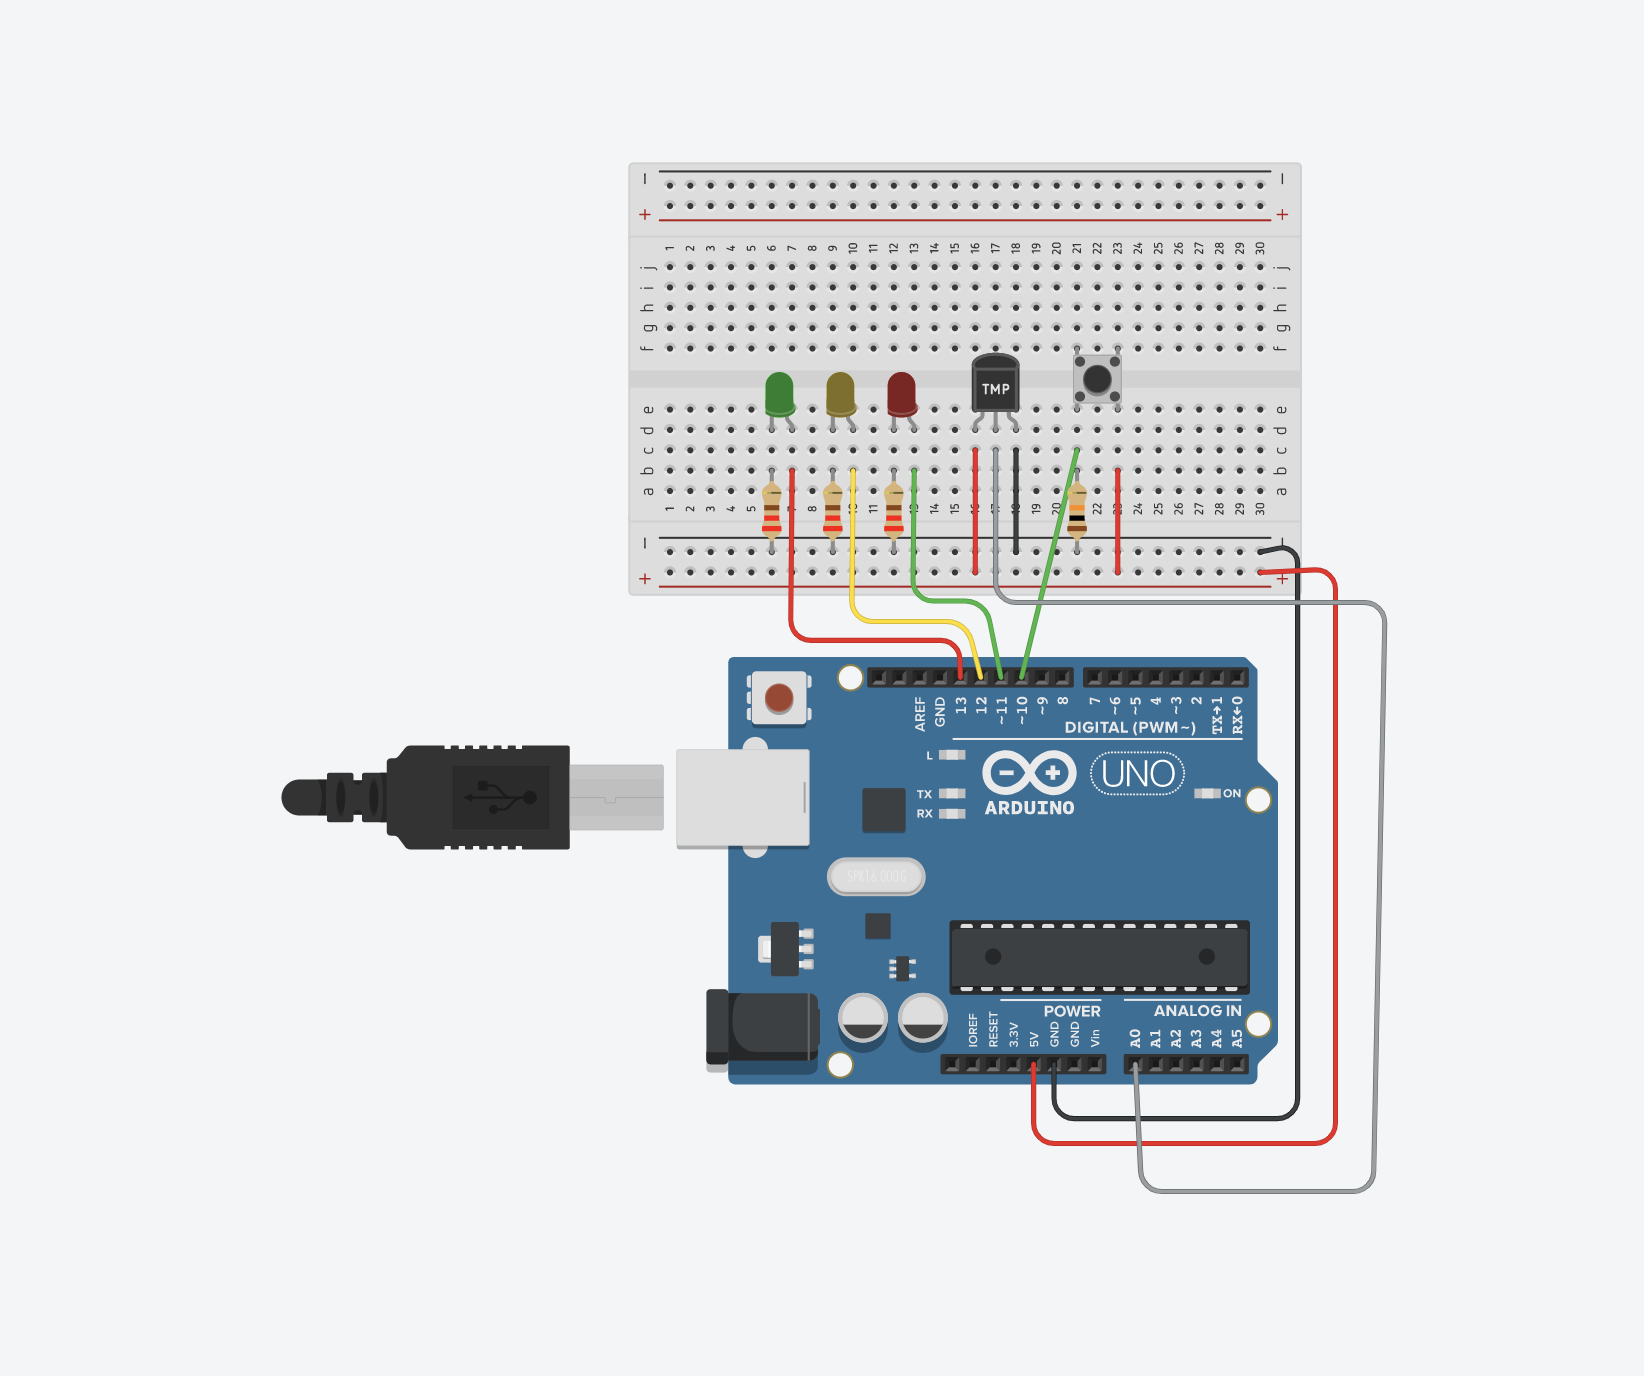 − −
+ +
1 2 3 4 5 6 7 8 9 10 11 12 13 14 15 16 17 18 19 20 21 22 23 24 25 26 27 28 29 30
j j
i i
h h
g g
f f
TMP
e e
d d
c c
b b
a a
1 2 3 4 5 8 11 14 15 19 20 22 24 25 26 27 28 29 30
− −
+ +
AREF GND 13 12 ~11 ~10 ~9 8 7 ~6 ~5 4 ~3 2 TX→1 RX←0
DIGITAL (PWM~)
L
TX
RX
UNO
ARDUINO
ON
SPK16.000G
POWER ANALOG IN
IOREF RESET 3.3V 5V GND GND Vin A0 A1 A2 A3 A4 A5